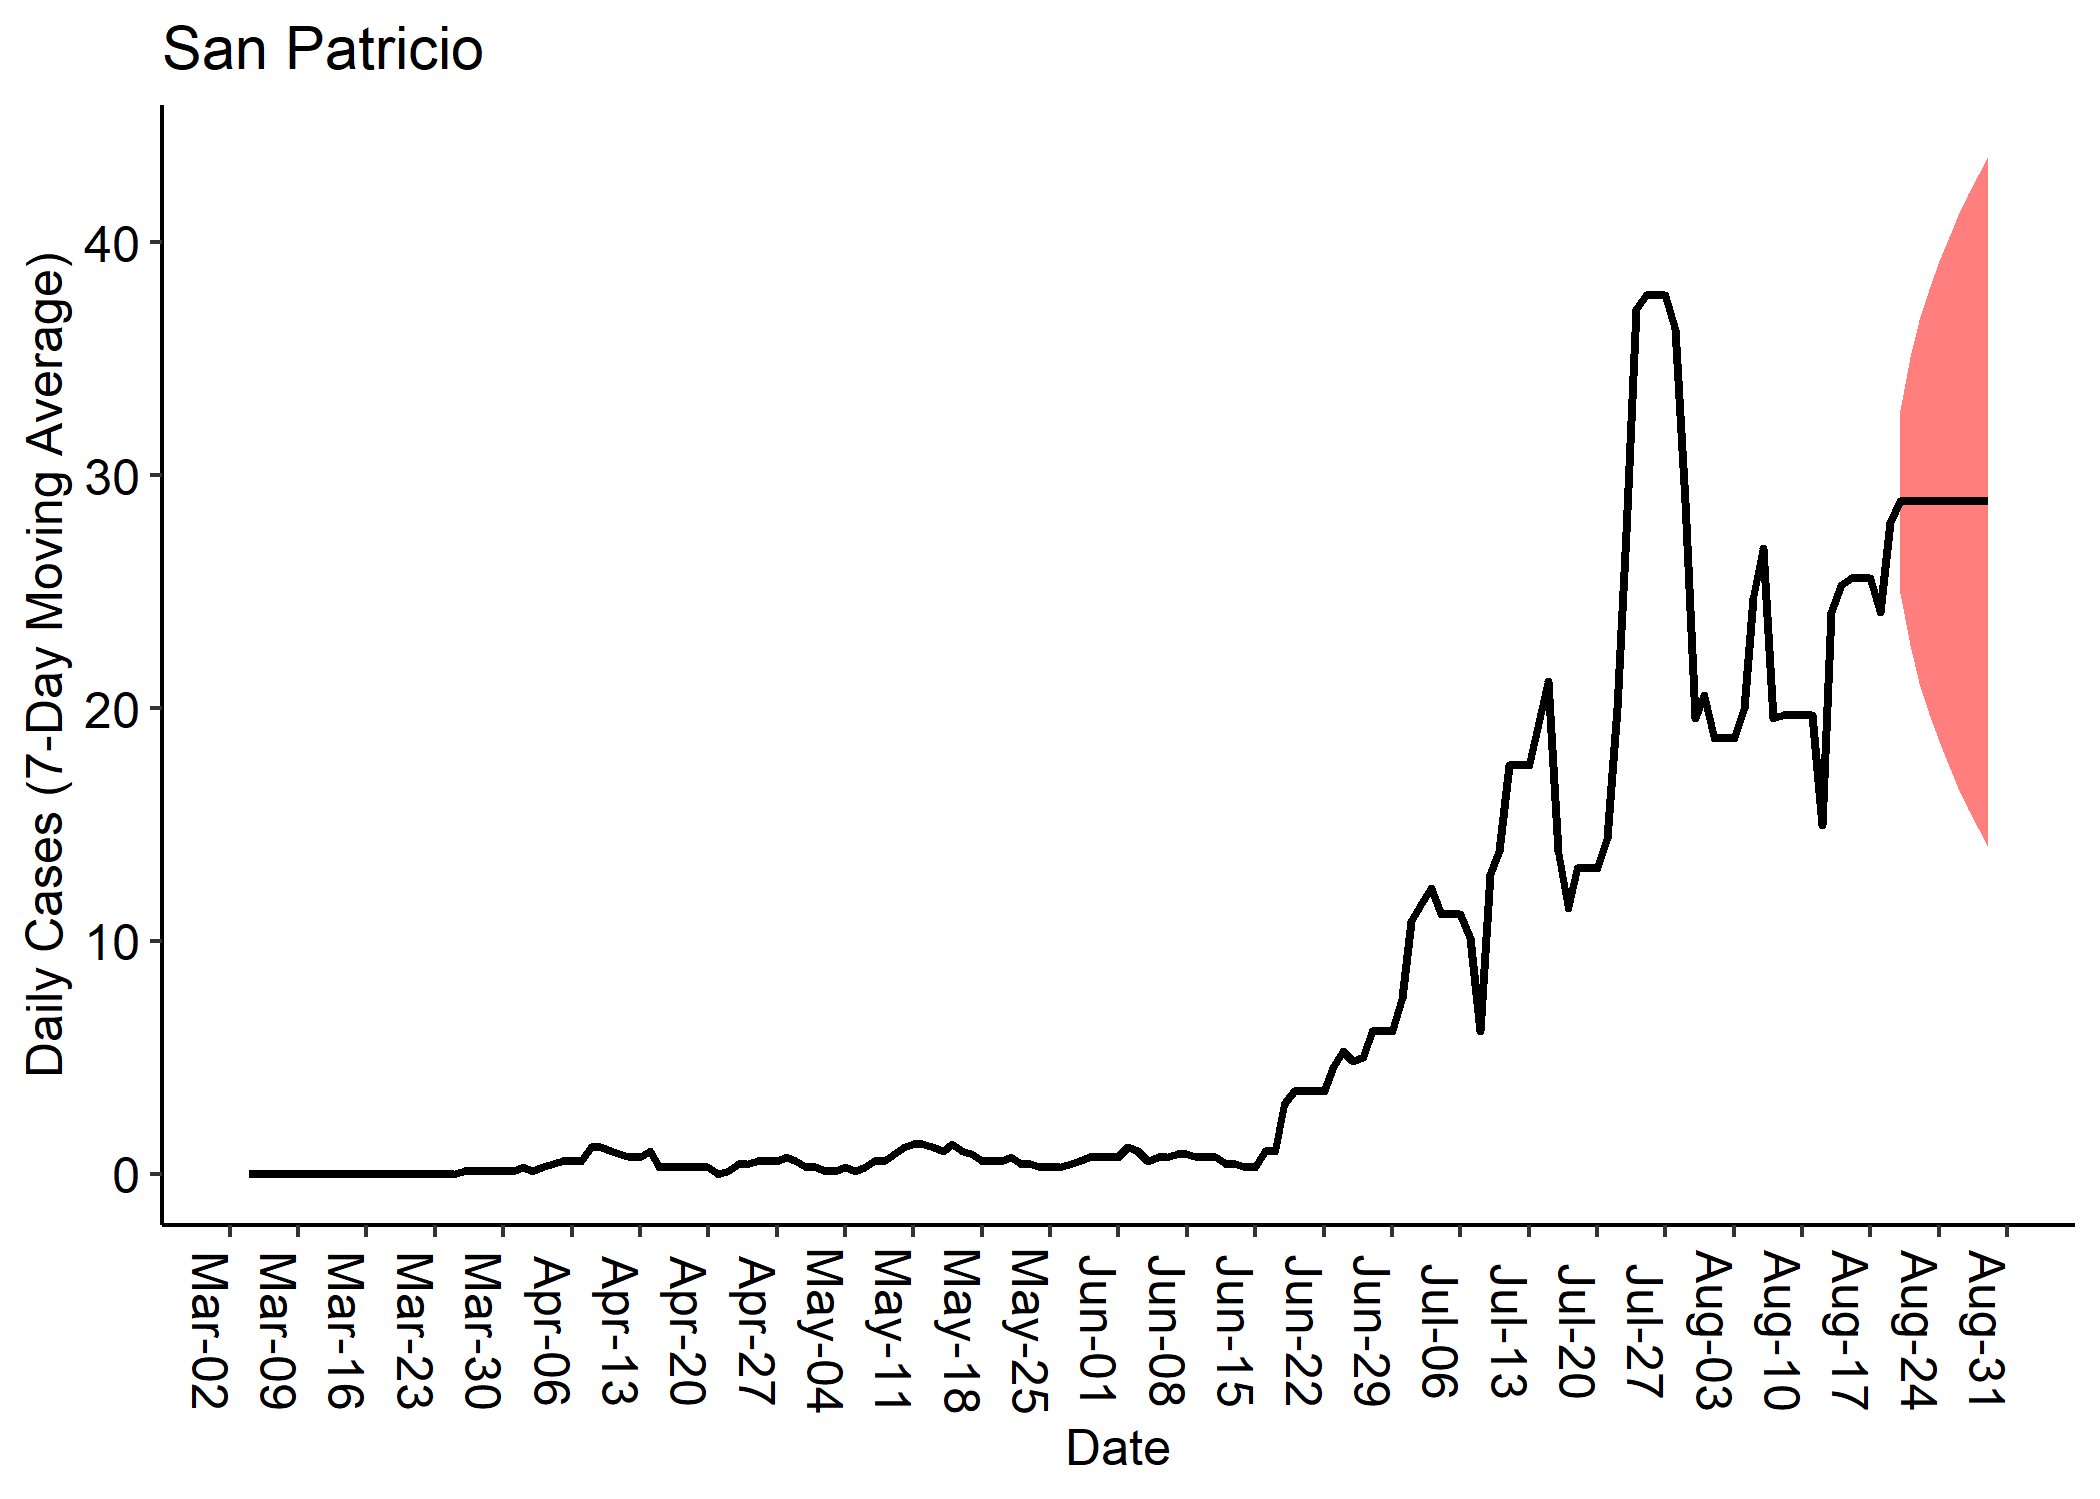 San Patricio
Daily Cases (7-Day Moving Average)
40
30
20
10
0
Mar-02
Mar-09
Mar-16
Mar-23
Mar-30
Apr-06
Apr-13
Apr-20
Apr-27
May-04
May-11
May-18
May-25
Jun-01
Jun-08
Jun-15
Jun-22
Jun-29
Jul-06
Jul-13
Jul-20
Jul-27
Aug-03
Aug-10
Aug-17
Aug-24
Aug-31
Date